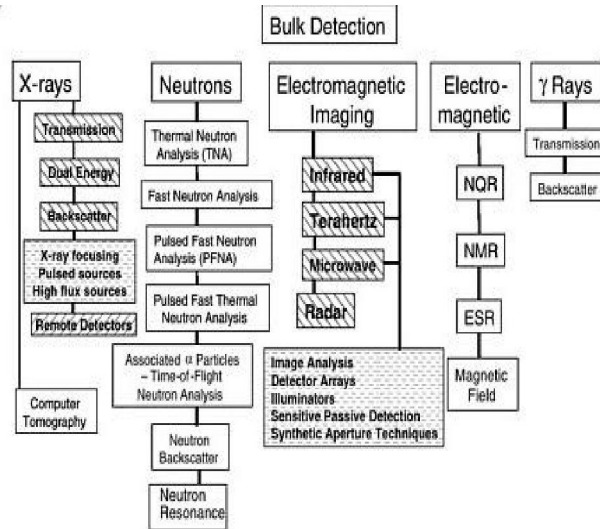 Bulk Detection
X-rays
Transmission
Dual Energy
Backscatter
X-ray focusing
Pulsed sources
High flux sources
Remote Detectors
Computer
Tomography
Neutrons
Thermal Neutron
Analysis (TNA)
Fast Neutron Analysis
Pulsed Fast Neutron
Analysis (PFNA)
Pulsed Fast Thermal
Neutron Analysis
Associated α Particles
– Time-of-Flight
Neutron Analysis
Neutron
Backscatter
Neutron
Resonance
Electromagnetic
Imaging
Infrared
Terahertz
Microwave
Radar
Image Analysis
Detector Arrays
Illuminators
Sensitive Passive Detection
Synthetic Aperture Techniques
Electro-
magnetic
NQR
NMR
ESR
Magnetic
Field
γ Rays
Transmission
Backscatter